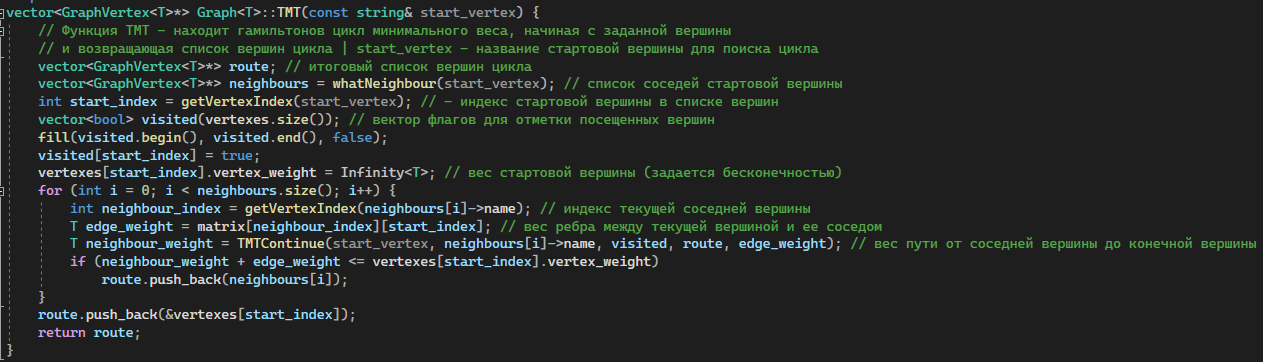 vector<GraphVertex<T>*> Graph<T>::TMT(const string& start_vertex) {
// Функция TMT – находит гамильтонов цикл минимального веса, начиная с заданной вершины
// и возвращающая список вершин цикла | start_vertex – название стартовой вершины для поиска цикла
vector<GraphVertex<T>*> route; // итоговый список вершин цикла
vector<GraphVertex<T>*> neighbours = whatNeighbour(start_vertex); // список соседей стартовой вершины
int start_index = getVertexIndex(start_vertex); // – индекс стартовой вершины в списке вершин
vector<bool> visited(vertexes.size()); // вектор флагов для отметки посещенных вершин
fill(visited.begin(), visited.end(), false);
visited[start_index] = true;
vertexes[start_index].vertex_weight = Infinity<T>; // вес стартовой вершины (задается бесконечностью)
for (int i = 0; i < neighbours.size(); i++) {
int neighbour_index = getVertexIndex(neighbours[i]->name); // индекс текущей соседней вершины
T edge_weight = matrix[neighbour_index][start_index]; // вес ребра между текущей вершиной и ее соседом
T neighbour_weight = TMTContinue(start_vertex, neighbours[i]->name, visited, route, edge_weight); // вес пути от соседней вершины до конечной вершины
if (neighbour_weight + edge_weight <= vertexes[start_index].vertex_weight)
route.push_back(neighbours[i]);
}
route.push_back(&vertexes[start_index]);
return route;
}